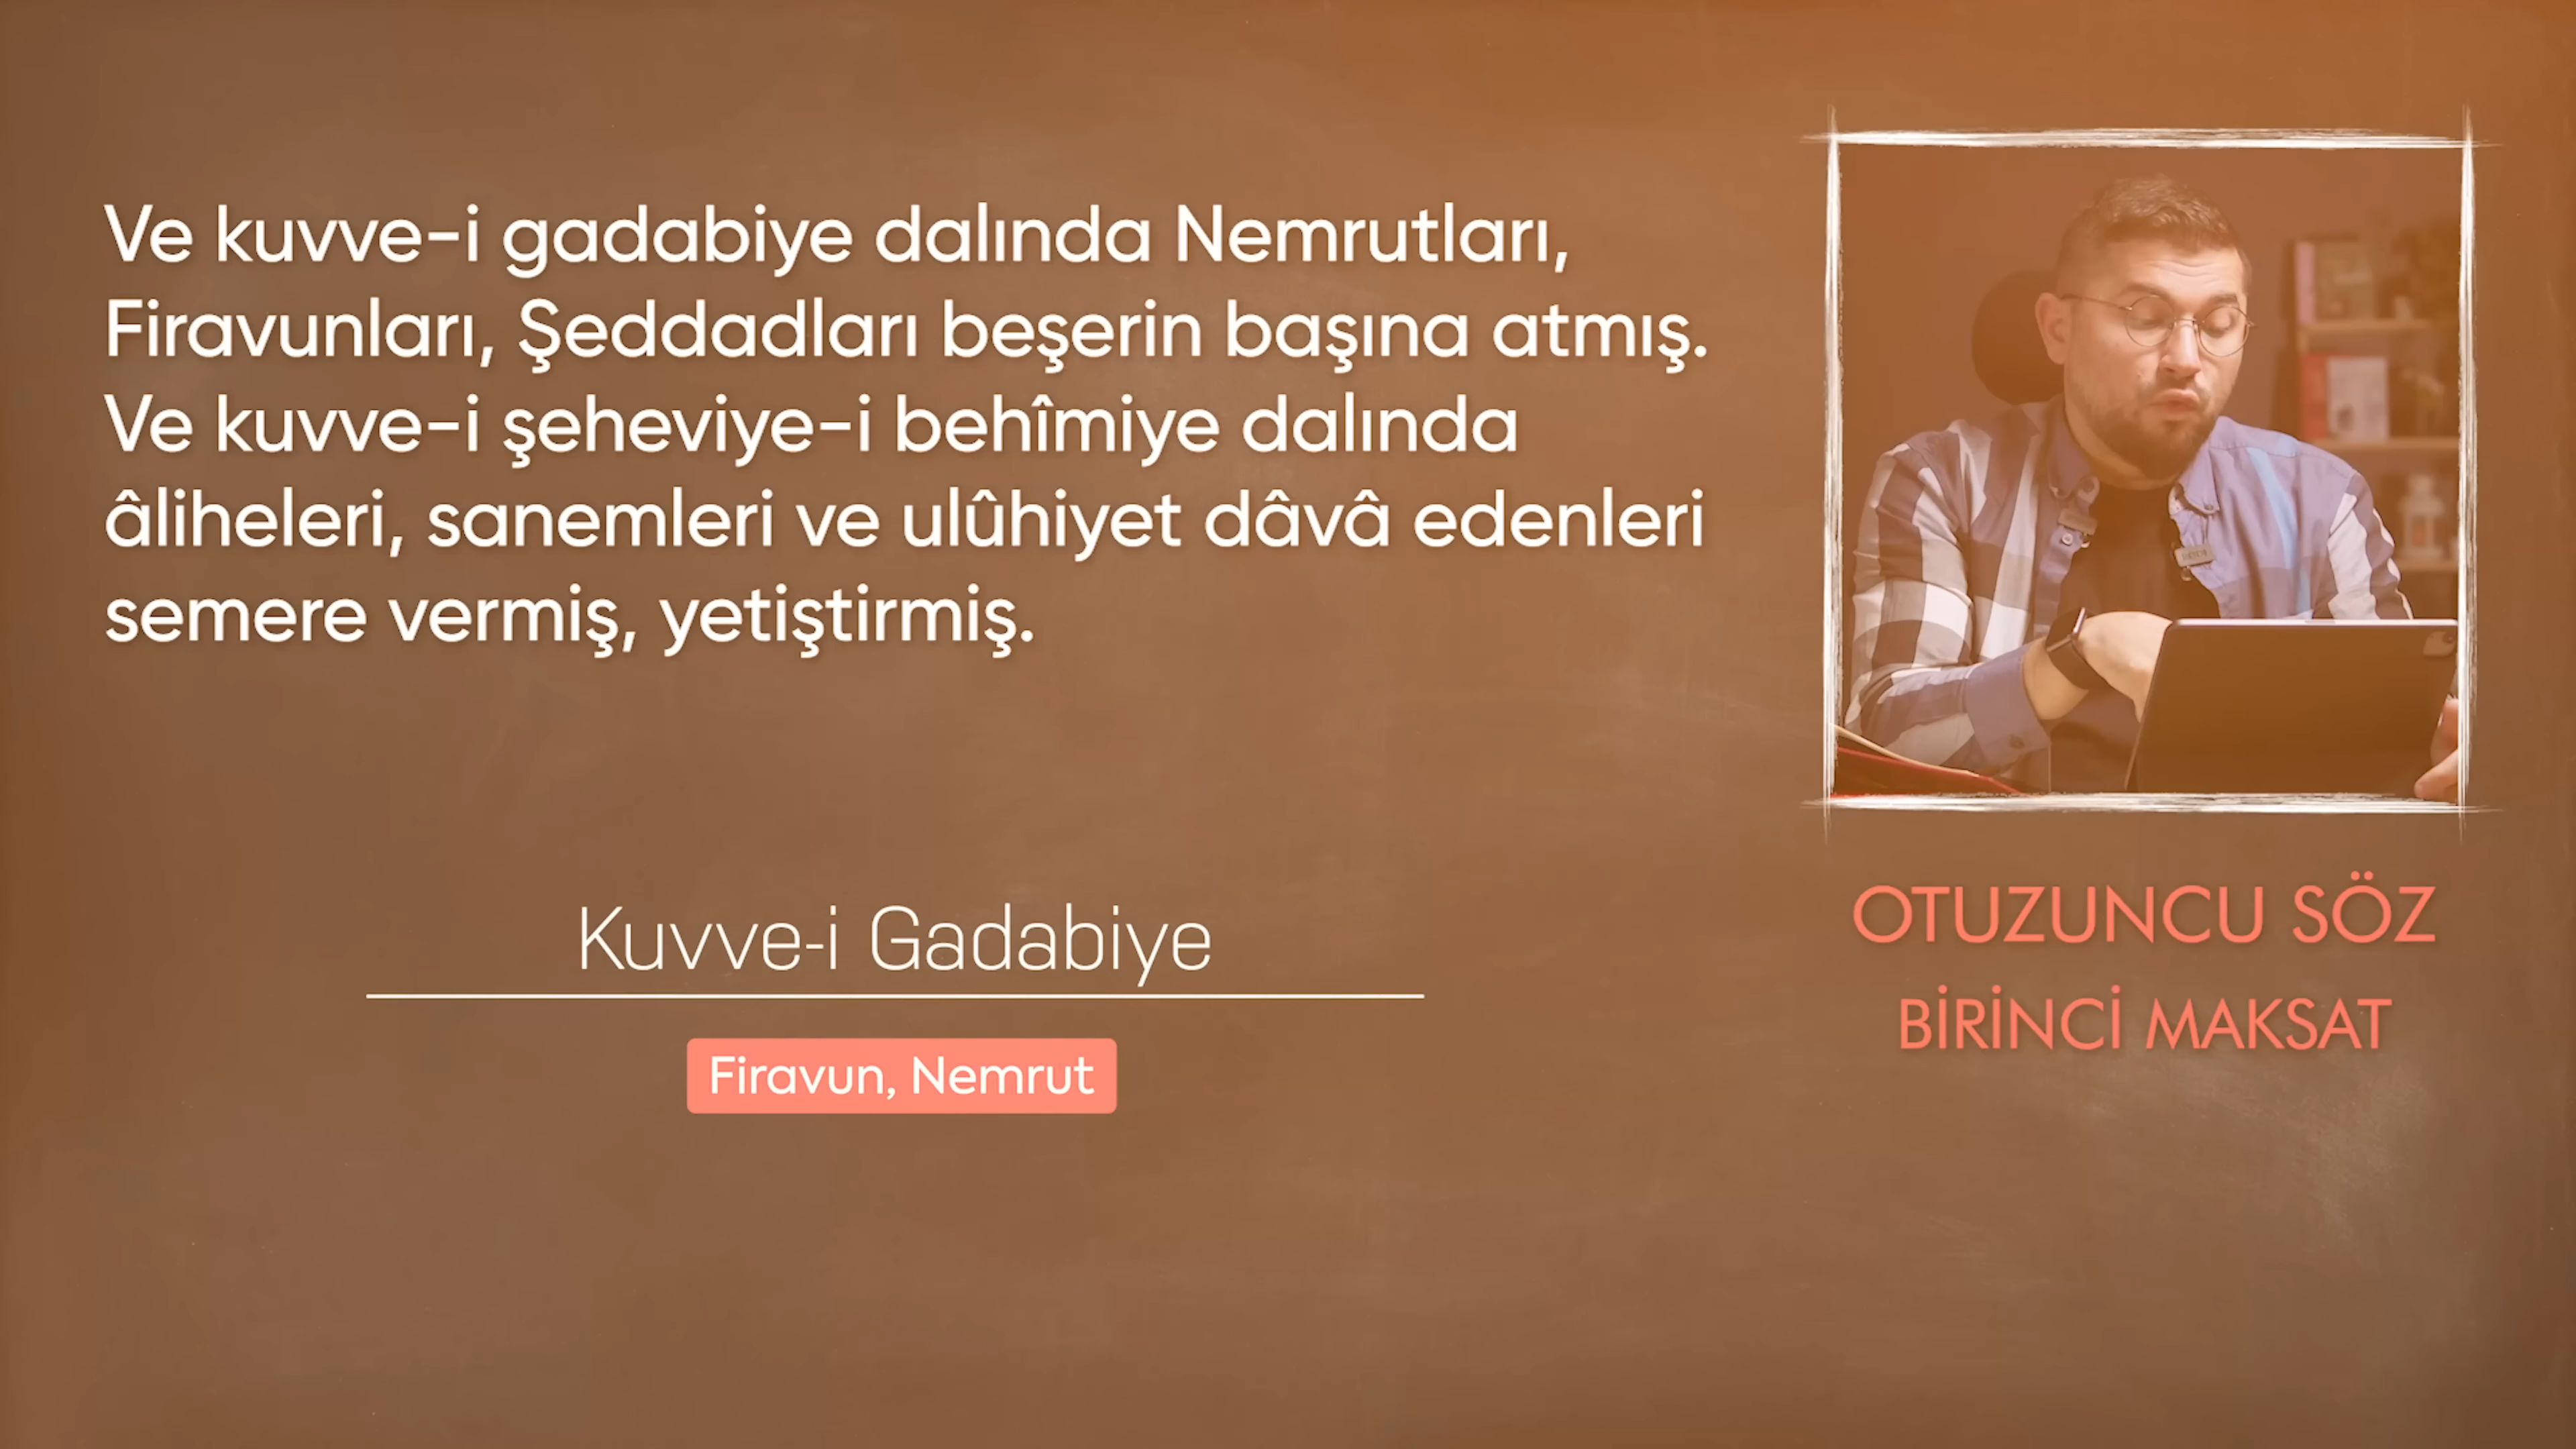 Ve kuvve-i gadabiye dalında Nemrutları,
Firavunları, Şeddadları beşerin başına atmış.
Ve kuvve-i şeheviye-i behîmiye dalında
âliheleri, sanemleri ve ulûhiyet dâvâ edenleri
semere vermiş, yetiştirmiş.
Kuvve-i Gadabiye
Firavun, Nemrut
OTUZUNCU SÖZ
BİRİNCİ MAKSAT